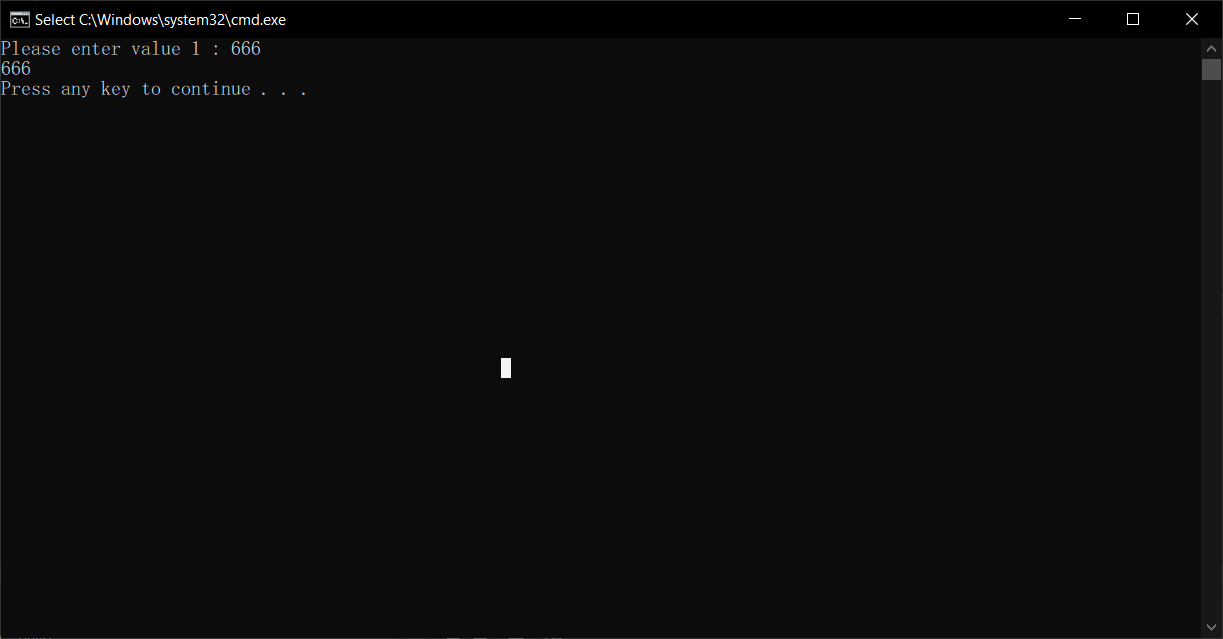 Select C:\Windows\system32\cmd.exe
Please enter value 1 : 666
666
Press any key to continue . . .